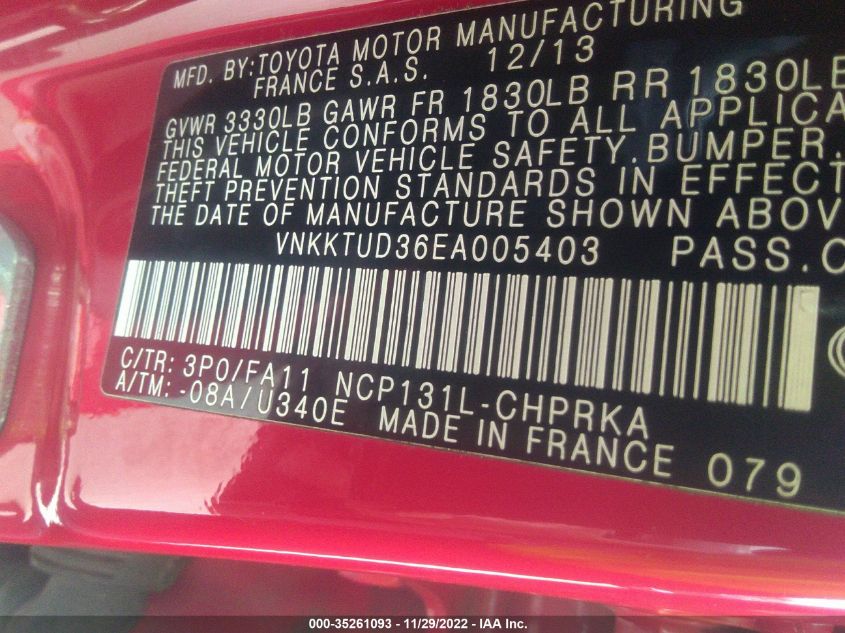 MFD. BY:TOYOTA MOTOR MANUFACTURING
FRANCE S.A.S. 12/13
GVWR 3330LB GAWR FR 1830LB RR 1830LB
THIS VEHICLE CONFORMS TO ALL APPLICA
FEDERAL MOTOR VEHICLE SAFETY.BUMPER.
THEFT PREVENTION STANDARDS IN EFFECT
THE DATE OF MANUFACTURE SHOWN ABOV
VNKKTUD36EA005403 PASS.C
C/TR: 3P0/FA11 NCP131L-CHPRKA
A/TM: -08A/U340E MADE IN FRANCE 079
000-35261093 - 11/29/2022 - IAA Inc.